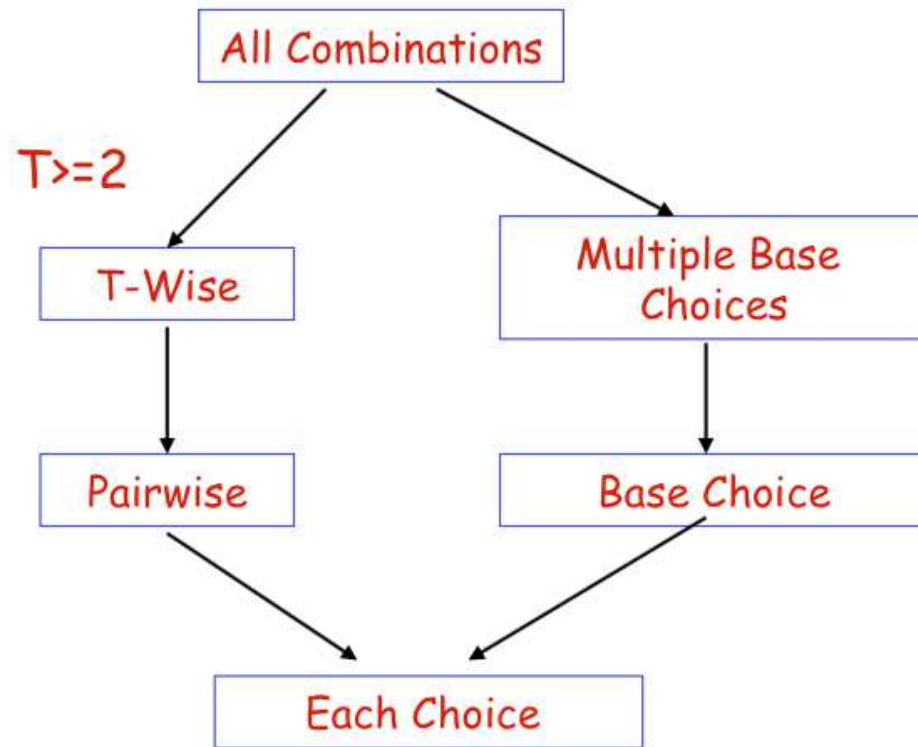 All Combinations
T>=2
T-Wise
Multiple Base
Choices
Pairwise
Base Choice
Each Choice